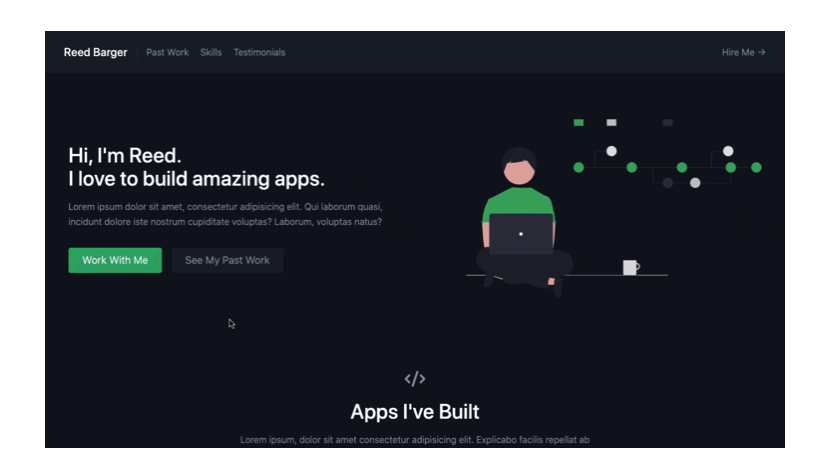 Reed Barger Past Work Skills Testimonials Hire Me →
Hi, I'm Reed.
I love to build amazing apps.
Lorem ipsum dolor sit amet, consectetur adipisicing elit. Qui laborum quasi,
incidunt dolore iste nostrum cupiditate voluptas? Laborum, voluptas natus?
Work With Me See My Past Work
</>
Apps I've Built
Lorem ipsum, dolor sit amet consectetur adipisicing elit. Explicabo facilis repellat ab